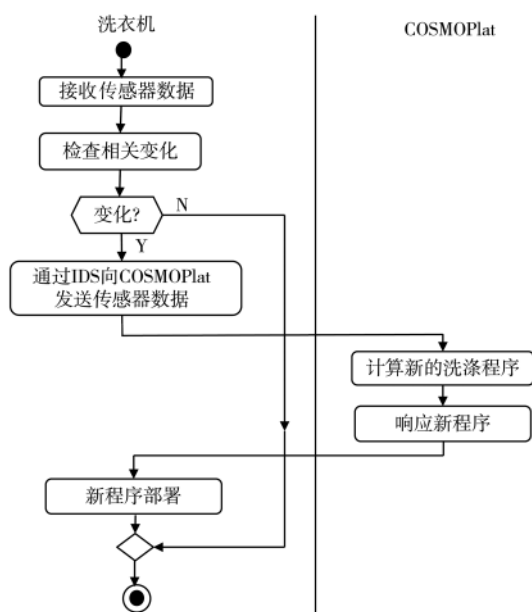 洗衣机
COSMOPlat
接收传感器数据
检查相关变化
变化?
N
Y
通过IDS向COSMOPlat
发送传感器数据
计算新的洗涤程序
响应新程序
新程序部署